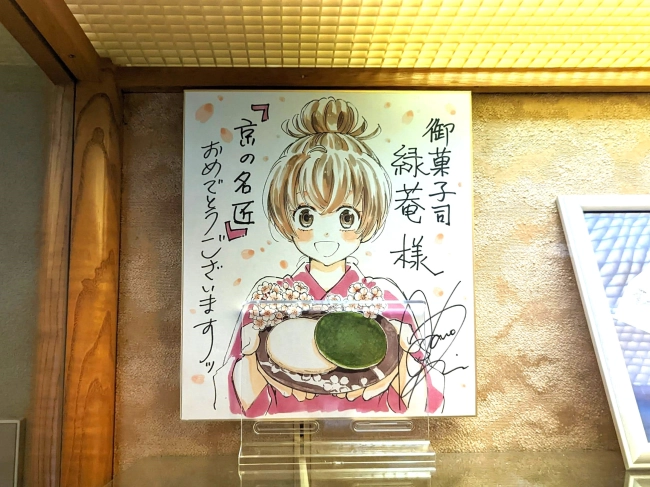 御菓子司
緑菴様
『京の名匠』
おめでとうございますッ